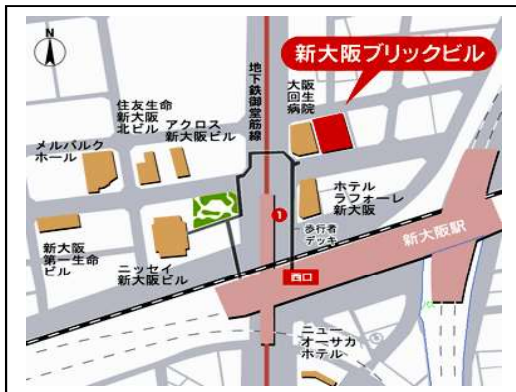 N
新大阪ブリックビル
地下鉄御堂筋線
大阪
回生
病院
住友生命
新大阪
北ビル
アクロス
新大阪ビル
メルパルク
ホール
ホテル
ラフォーレ
新大阪
1
歩行者
デッキ
新大阪駅
新大阪
第一生命
ビル
ニッセイ
新大阪ビル
西口
ニュー
オーサカ
ホテル